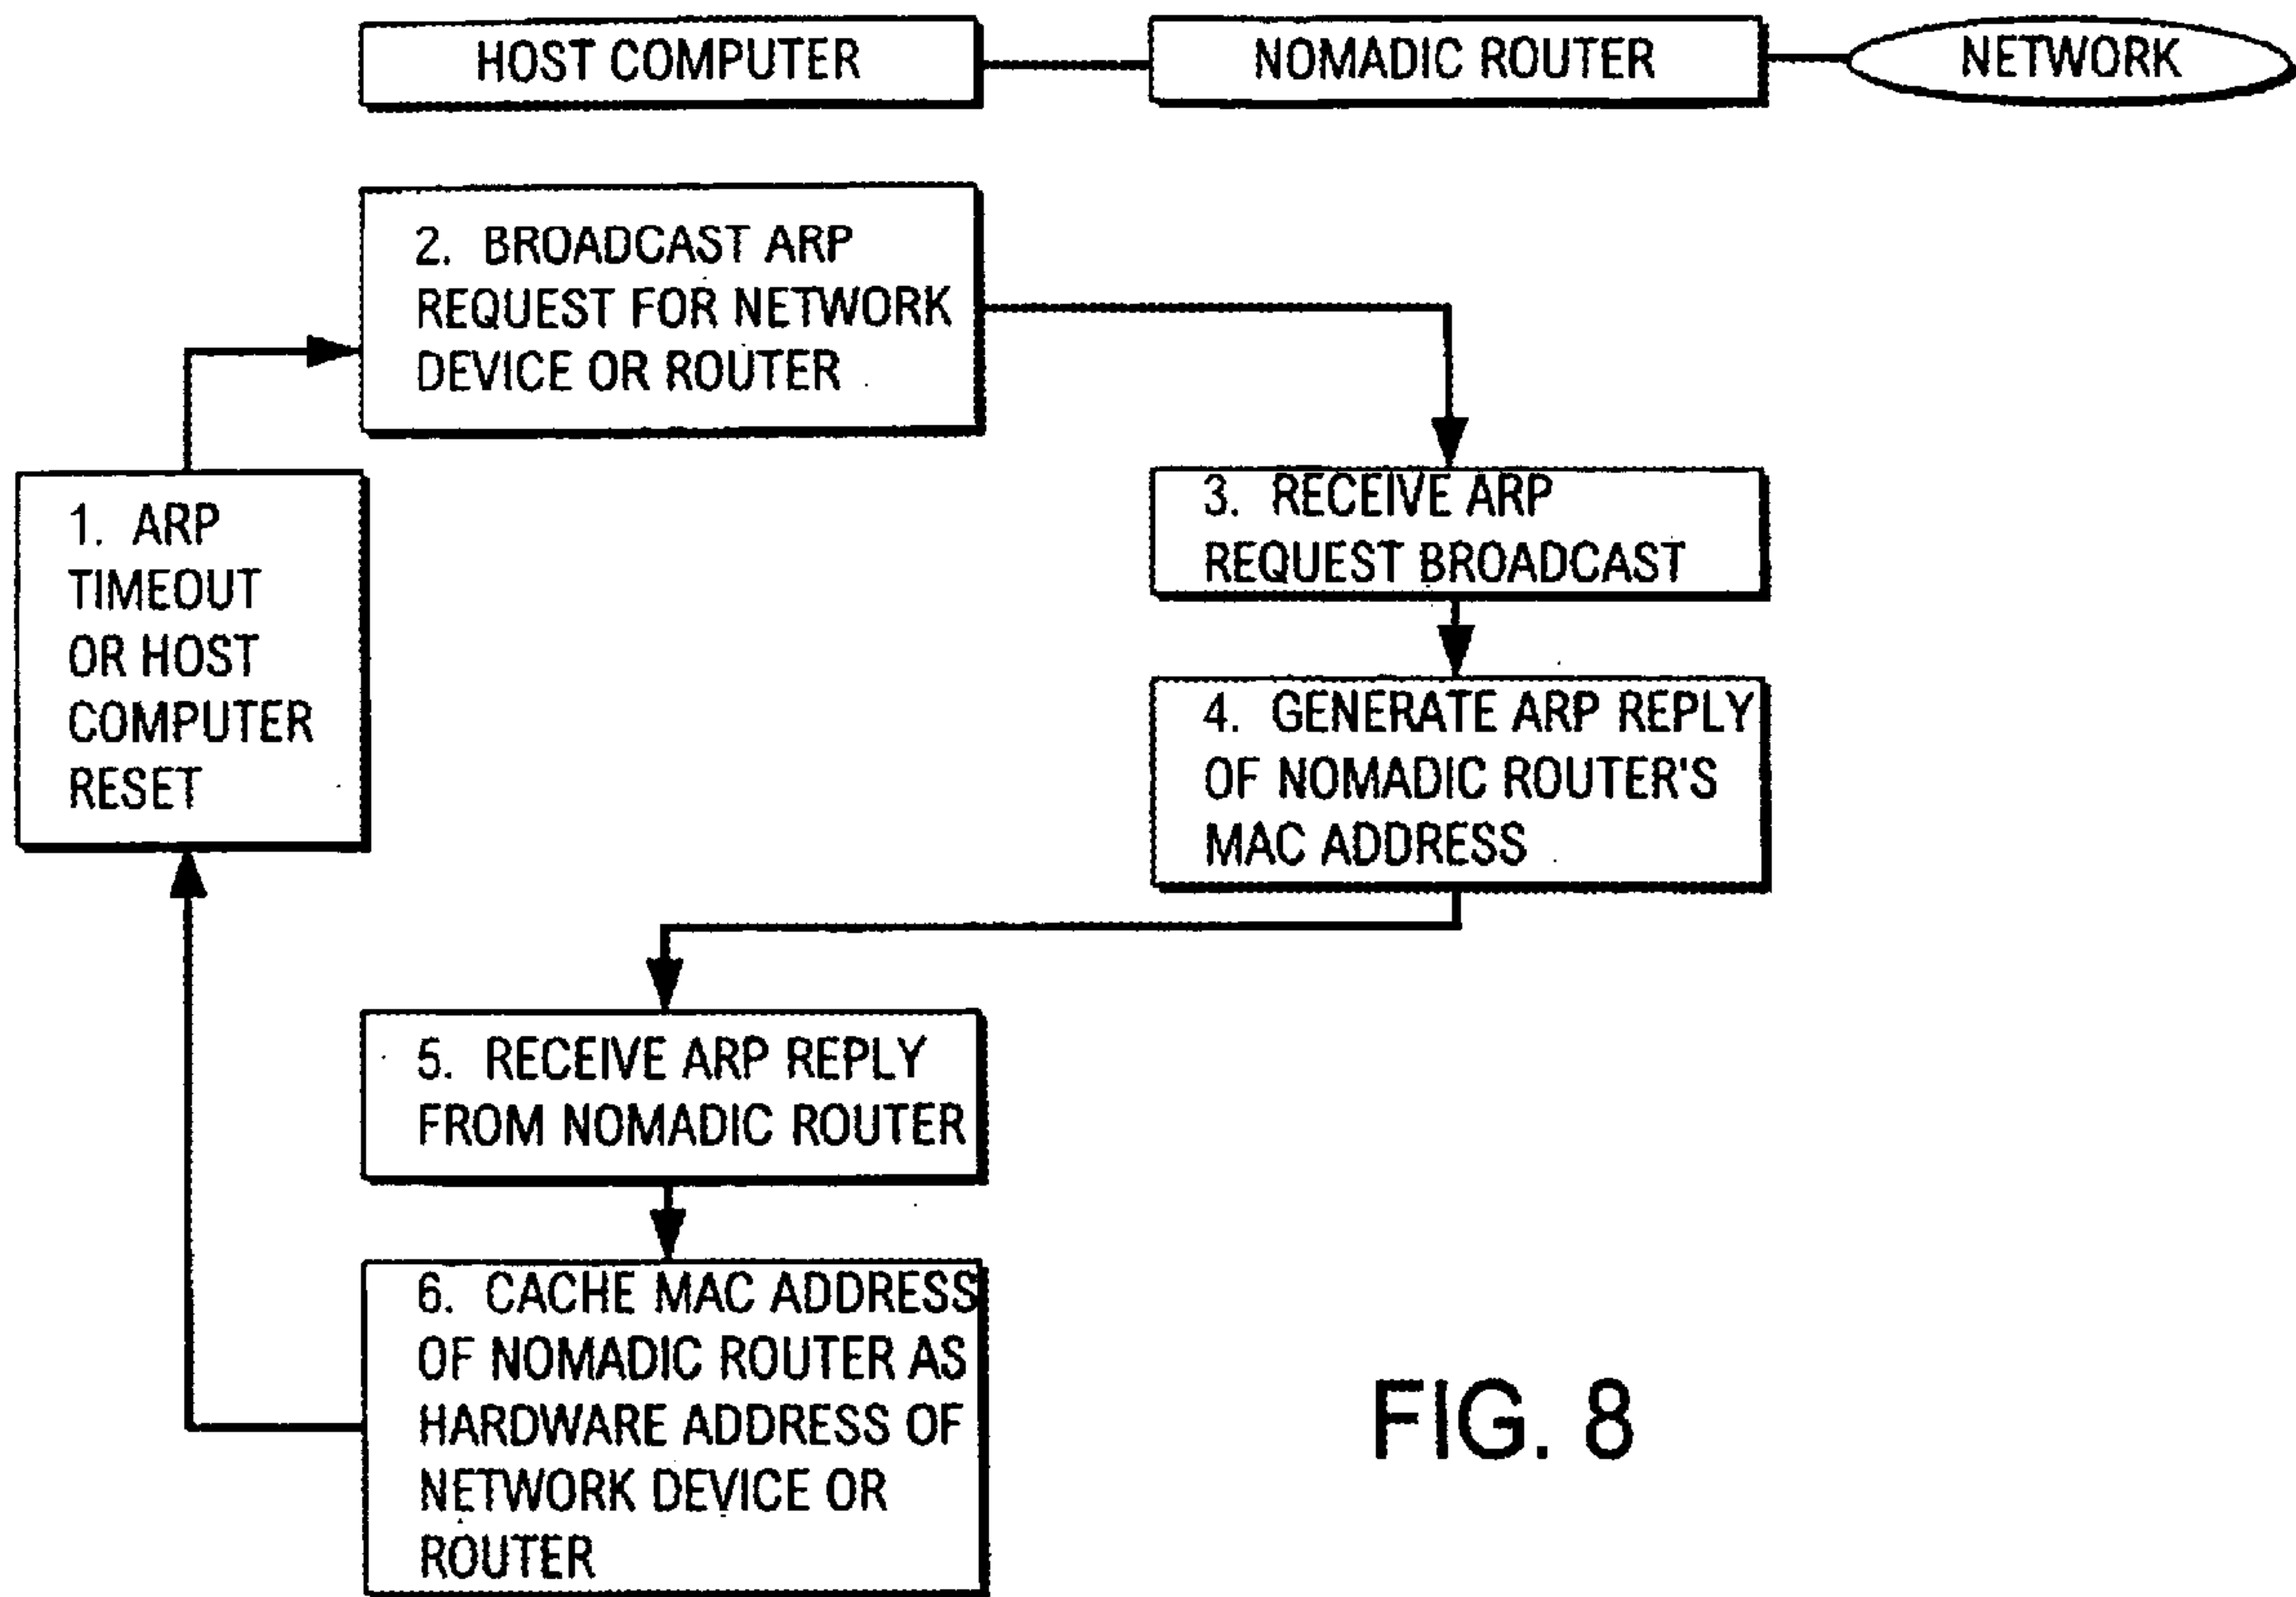 HOST COMPUTER
NOMADIC ROUTER
NETWORK
2. BROADCAST ARP
REQUEST FOR NETWORK
DEVICE OR ROUTER
1. ARP
TIMEOUT
OR HOST
COMPUTER
RESET
3. RECEIVE ARP
REQUEST BROADCAST
4. GENERATE ARP REPLY
OF NOMADIC ROUTER'S
MAC ADDRESS
5. RECEIVE ARP REPLY
FROM NOMADIC ROUTER
6. CACHE MAC ADDRESS
OF NOMADIC ROUTER AS
HARDWARE ADDRESS OF
NETWORK DEVICE OR
ROUTER
FIG. 8